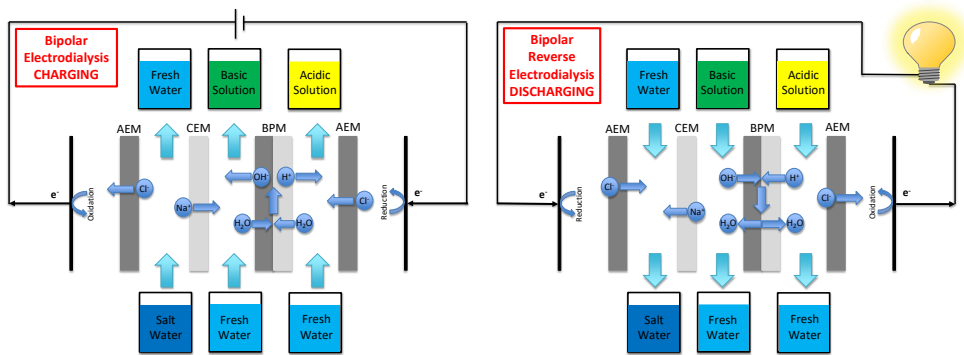 Bipolar
Electrodialysis
CHARGING
Fresh
Water
Basic
Solution
Acidic
Solution
AEM
CEM
BPM
AEM
e-
Oxidation
Cl-
Na+
OH-
H+
H2O
H2O
Cl-
Reduction
e-
Salt
Water
Fresh
Water
Fresh
Water
Bipolar
Reverse
Electrodialysis
DISCHARGING
Fresh
Water
Basic
Solution
Acidic
Solution
AEM
CEM
BPM
AEM
e-
Reduction
Cl-
Na+
OH-
H+
H2O
H2O
Cl-
Oxidation
e-
Salt
Water
Fresh
Water
Fresh
Water